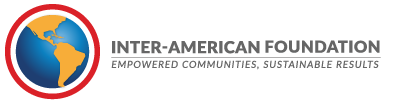 INTER-AMERICAN FOUNDATION
EMPOWERED COMMUNITIES, SUSTAINABLE RESULTS